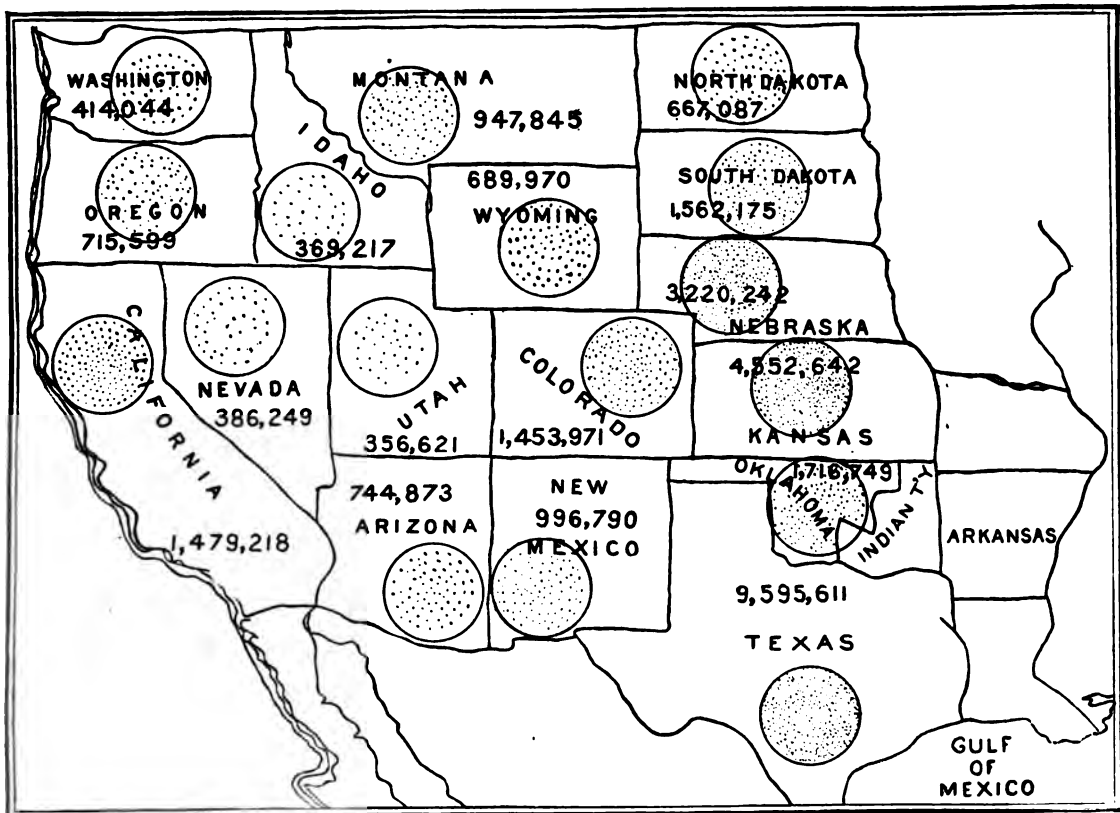 WASHINGTON
414,044
MONTANA
947,845
NORTH DAKOTA
667,087
IDAHO
369,217
OREGON
715,599
689,970
WYOMING
SOUTH DAKOTA
1,562,175
3,220,242
NEBRASKA
CALIFORNIA
1,479,218
NEVADA
386,249
UTAH
356,621
COLORADO
1,453,971
4,552,642
KANSAS
744,873
ARIZONA
NEW
996,790
MEXICO
OKLAHOMA
1,716,749
INDIAN T'Y
ARKANSAS
9,595,611
TEXAS
GULF
OF
MEXICO